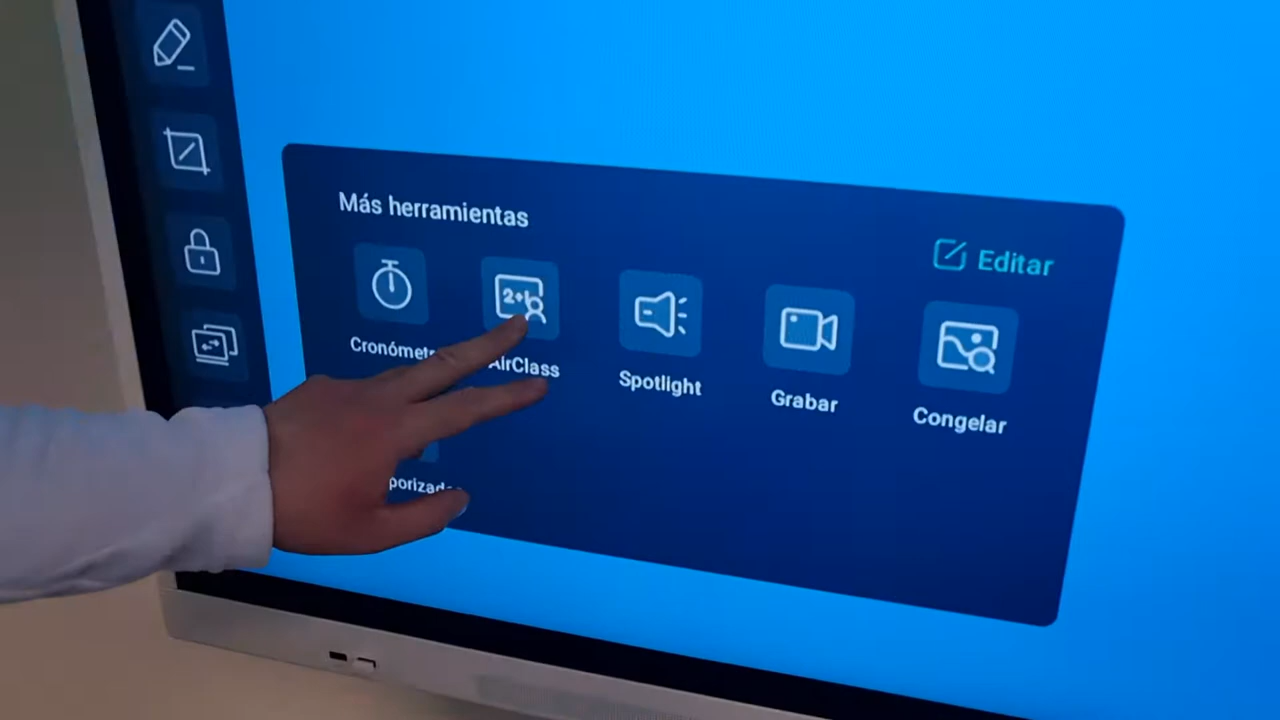 Más herramientas
Editar
AirClass
Spotlight
Grabar
Congelar